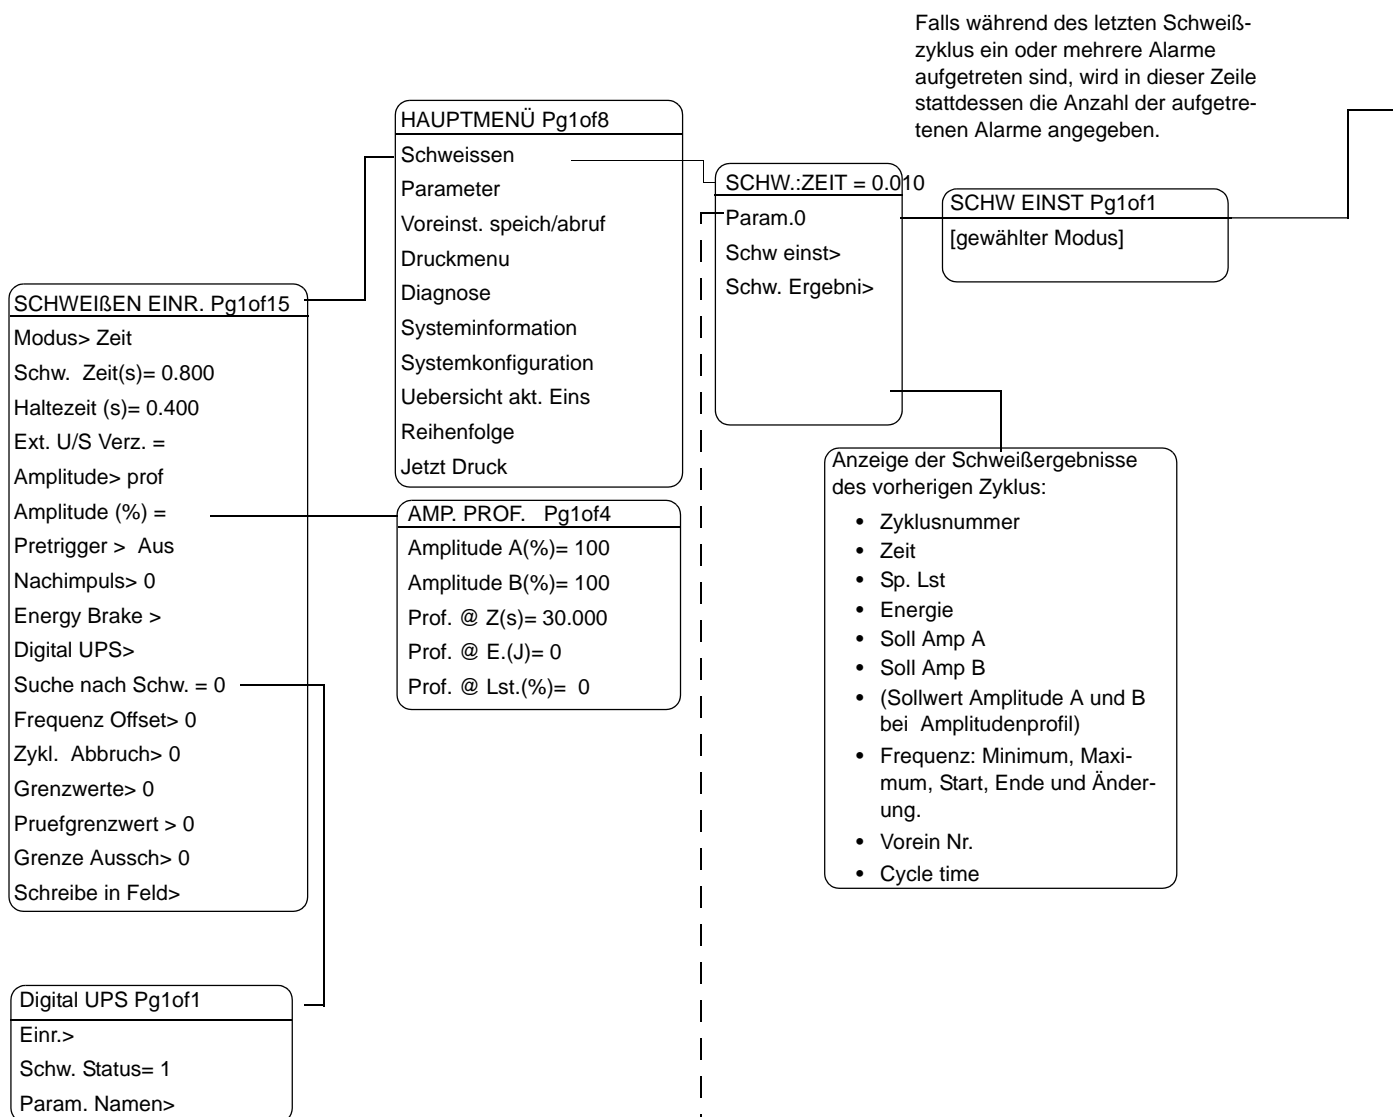 Falls während des letzten Schweiß-
zyklus ein oder mehrere Alarme
aufgetreten sind, wird in dieser Zeile
stattdessen die Anzahl der aufgetre-
tenen Alarme angegeben.
HAUPTMENÜ Pg1of8
Schweissen
Parameter
Voreinst. speich/abruf
Druckmenu
Diagnose
Systeminformation
Systemkonfiguration
Uebersicht akt. Eins
Reihenfolge
Jetzt Druck
SCHW.:ZEIT = 0.010
Param.0
Schw einst>
Schw. Ergebni>
SCHW EINST Pg1of1
[gewählter Modus]
SCHWEIßEN EINR. Pg1of15
Modus> Zeit
Schw. Zeit(s)= 0.800
Haltezeit (s)= 0.400
Ext. U/S Verz. =
Amplitude> prof
Amplitude (%) =
Pretrigger > Aus
Nachimpuls> 0
Energy Brake >
Digital UPS>
Suche nach Schw. = 0
Frequenz Offset> 0
Zykl. Abbruch> 0
Grenzwerte> 0
Pruefgrenzwert > 0
Grenze Aussch> 0
Schreibe in Feld>
AMP. PROF. Pg1of4
Amplitude A(%)= 100
Amplitude B(%)= 100
Prof. @ Z(s)= 30.000
Prof. @ E.(J)= 0
Prof. @ Lst.(%)= 0
Anzeige der Schweißergebnisse
des vorherigen Zyklus:
• Zyklusnummer
• Zeit
• Sp. Lst
• Energie
• Soll Amp A
• Soll Amp B
• (Sollwert Amplitude A und B
bei Amplitudenprofil)
• Frequenz: Minimum, Maxi-
mum, Start, Ende und Änder-
ung.
• Vorein Nr.
• Cycle time
Digital UPS Pg1of1
Einr.>
Schw. Status= 1
Param. Namen>